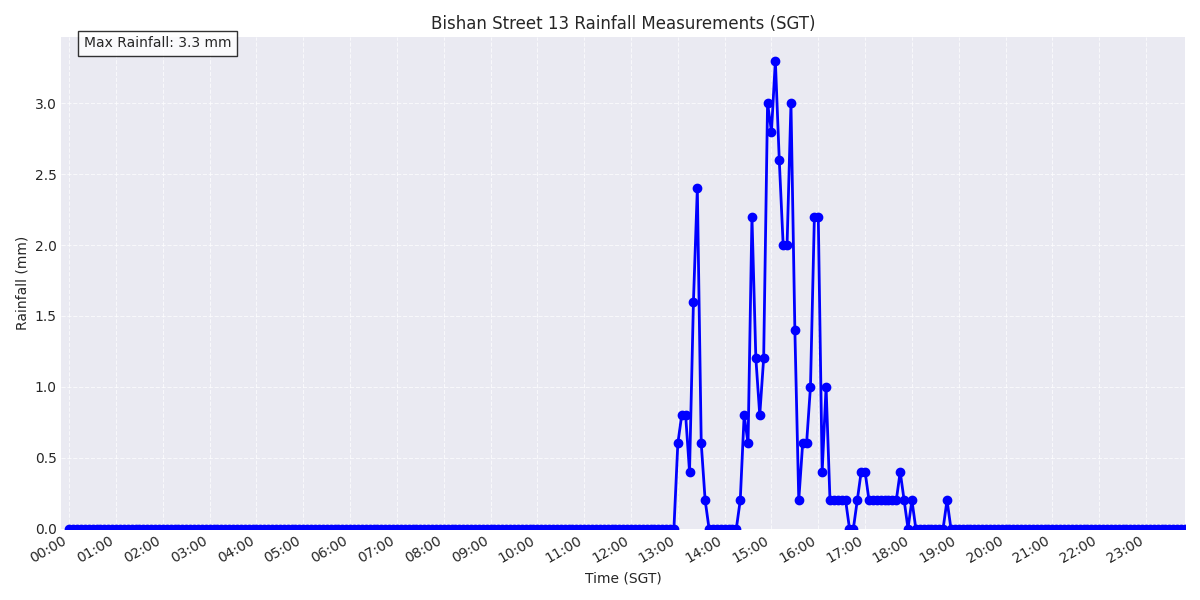 Bishan Street 13 Rainfall Measurements (SGT)
Max Rainfall: 3.3 mm
Rainfall (mm)
3.0
2.5
2.0
1.5
1.0
0.5
0.0
00:00 01:00 02:00 03:00 04:00 05:00 06:00 07:00 08:00 09:00 10:00 11:00 12:00 13:00 14:00 15:00 16:00 17:00 18:00 19:00 20:00 21:00 22:00 23:00
Time (SGT)